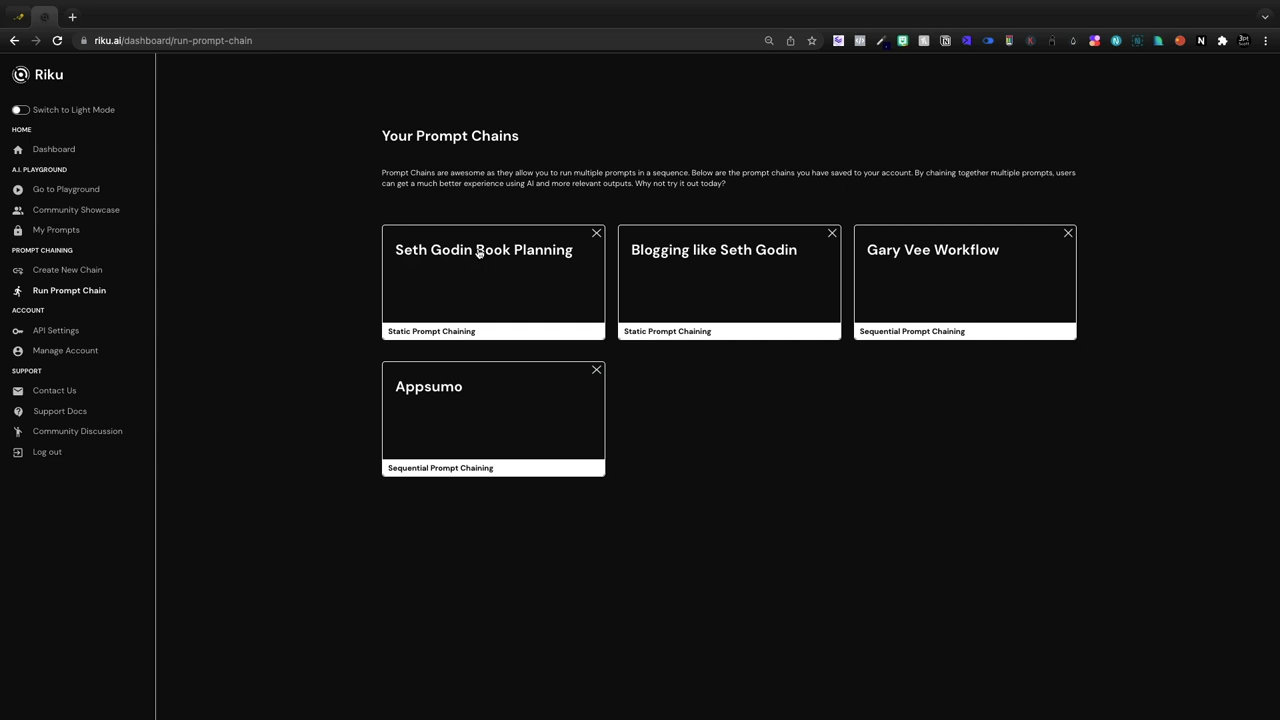 riku.ai/dashboard/run-prompt-chain
Riku
Switch to Light Mode
HOME
Dashboard
A.I. PLAYGROUND
Go to Playground
Community Showcase
My Prompts
PROMPT CHAINING
Create New Chain
Run Prompt Chain
ACCOUNT
API Settings
Manage Account
SUPPORT
Contact Us
Support Docs
Community Discussion
Log out
Your Prompt Chains
Prompt Chains are awesome as they allow you to run multiple prompts in a sequence. Below are the prompt chains you have saved to your account. By chaining together multiple prompts, users
can get a much better experience using AI and more relevant outputs. Why not try it out today?
Seth Godin Book Planning
Static Prompt Chaining
Blogging like Seth Godin
Static Prompt Chaining
Gary Vee Workflow
Sequential Prompt Chaining
Appsumo
Sequential Prompt Chaining